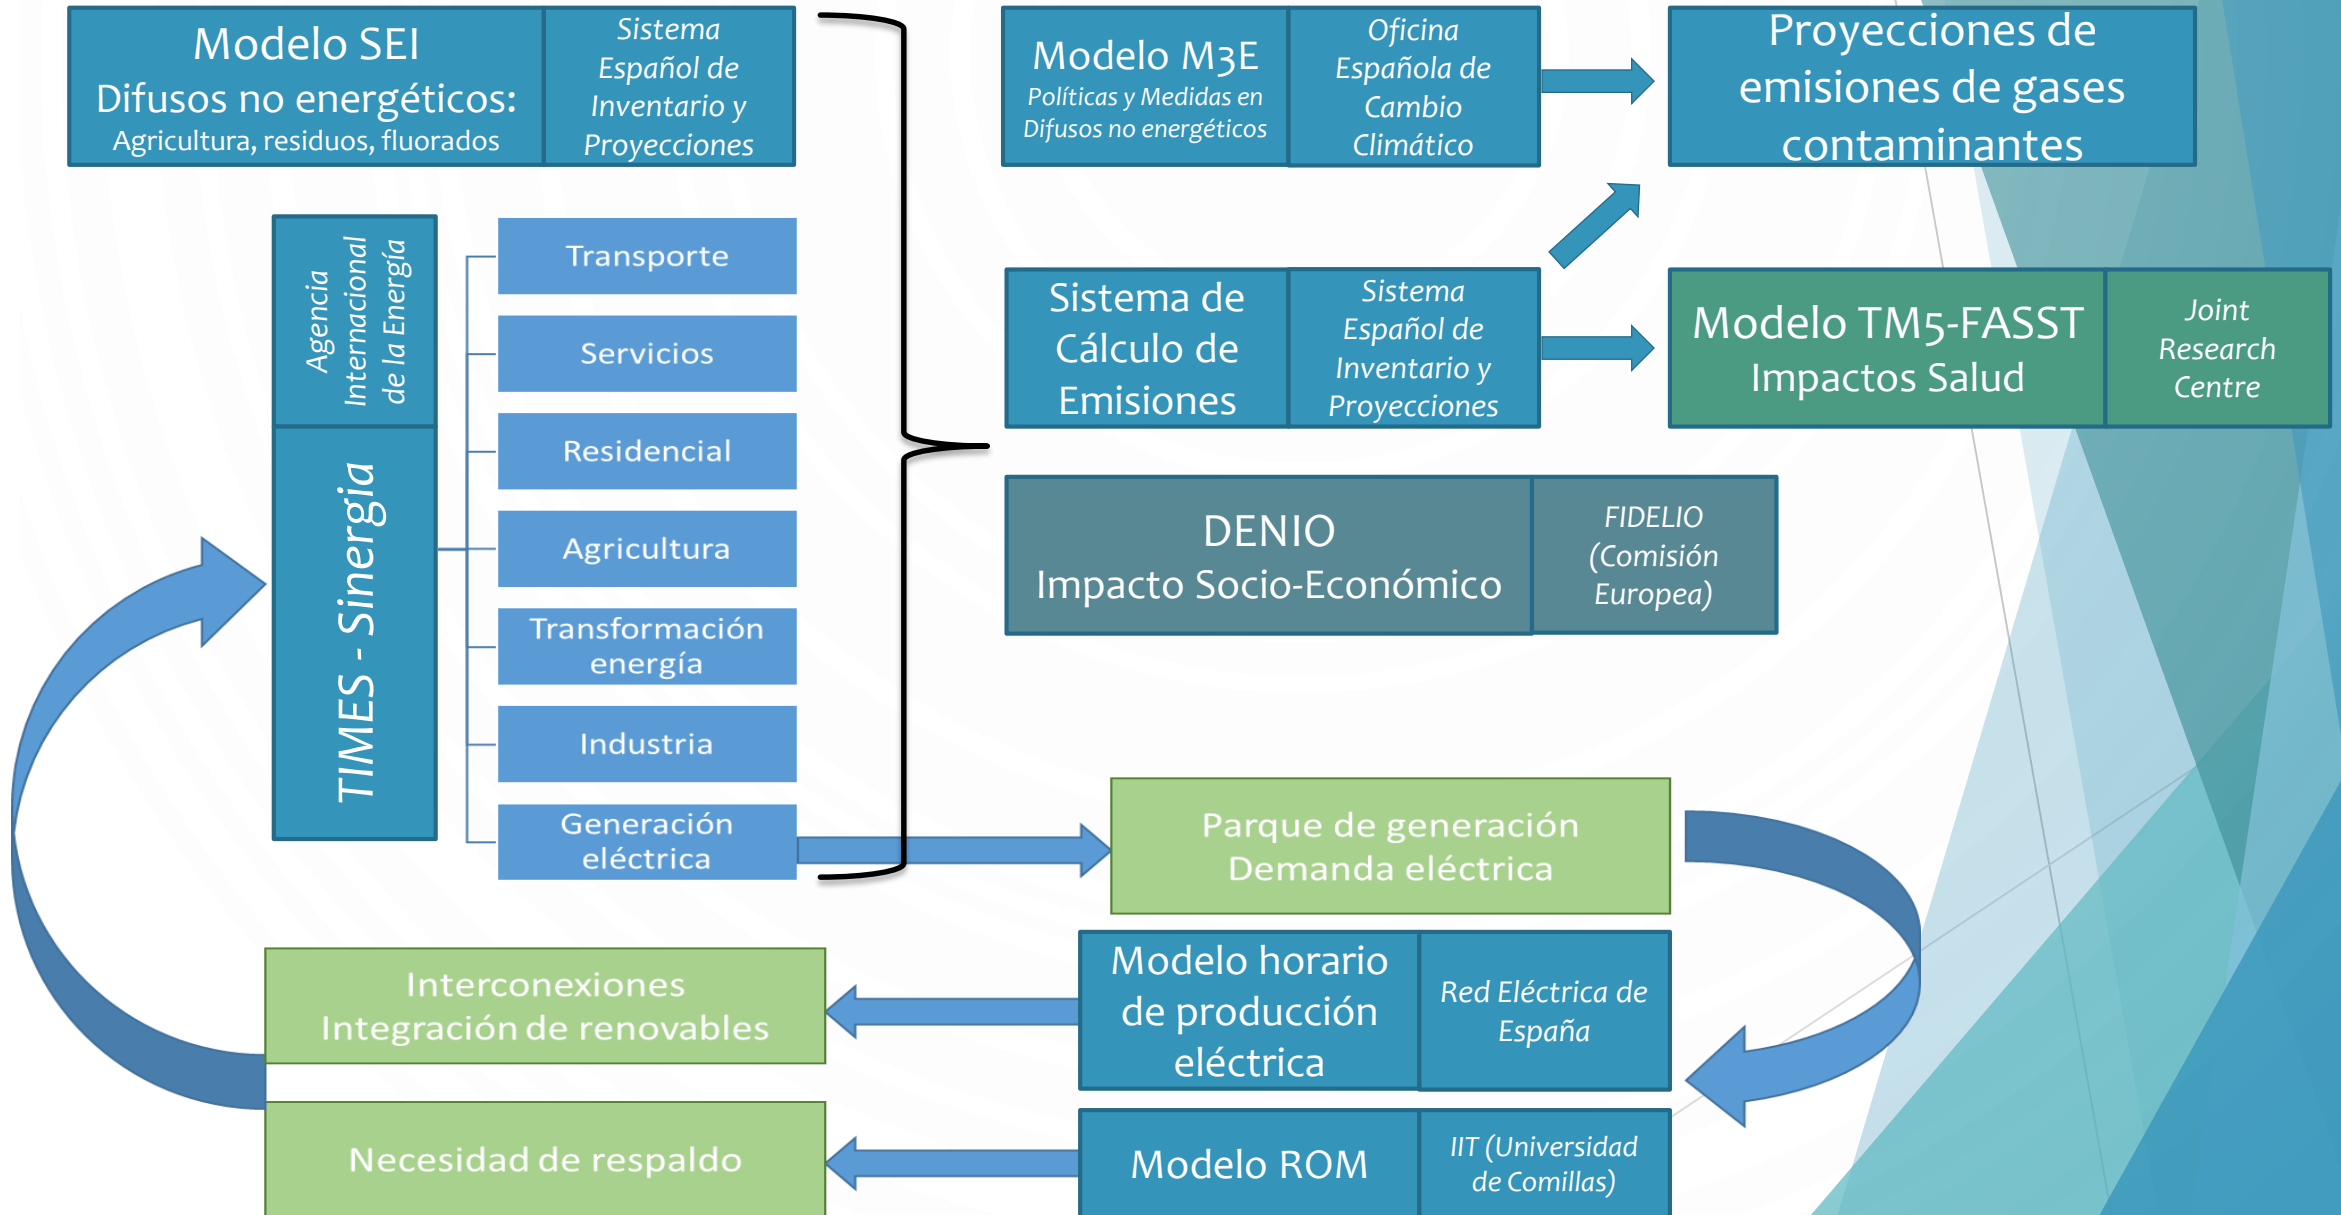 Modelo SEI
Difusos no energéticos:
Agricultura, residuos, fluorados
Sistema
Español de
Inventario y
Proyecciones
Modelo M3E
Políticas y Medidas en
Difusos no energéticos
Oficina
Española de
Cambio
Climático
Proyecciones de
emisiones de gases
contaminantes
Agencia
Internacional
de la Energía
TIMES - Sinergia
Transporte
Servicios
Residencial
Agricultura
Transformación
energía
Industria
Generación
eléctrica
Sistema de
Cálculo de
Emisiones
Sistema
Español de
Inventario y
Proyecciones
Modelo TM5-FASST
Impactos Salud
Joint
Research
Centre
DENIO
Impacto Socio-Económico
FIDELIO
(Comisión
Europea)
Parque de generación
Demanda eléctrica
Interconexiones
Integración de renovables
Modelo horario
de producción
eléctrica
Red Eléctrica de
España
Necesidad de respaldo
Modelo ROM
IIT (Universidad
de Comillas)